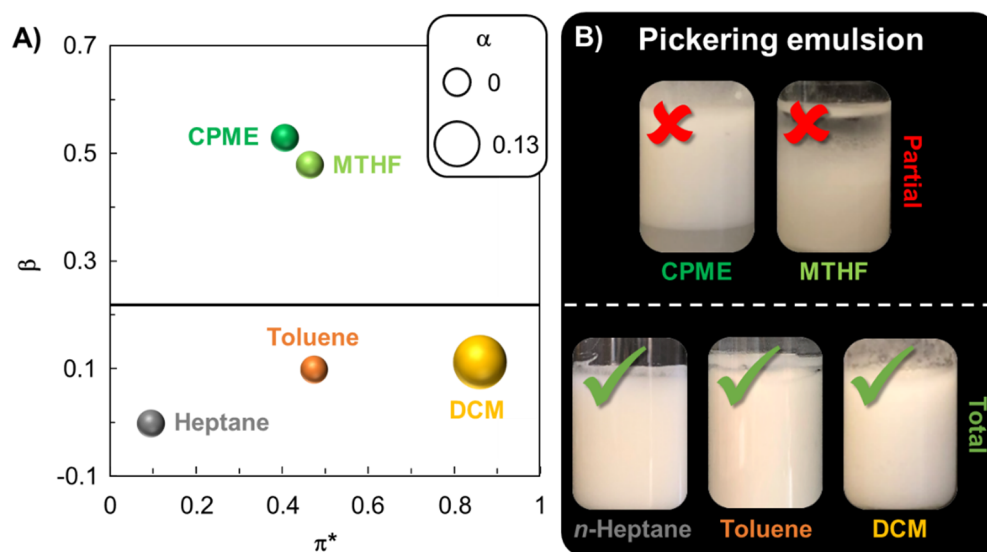 A)
0.7
0.5
0.3
0.1
-0.1
β
0
0.2
0.4
0.6
0.8
1
π*
α
0
0.13
CPME
MTHF
Toluene
DCM
Heptane
B)
Pickering emulsion
Partial
CPME
MTHF
Total
n-Heptane
Toluene
DCM